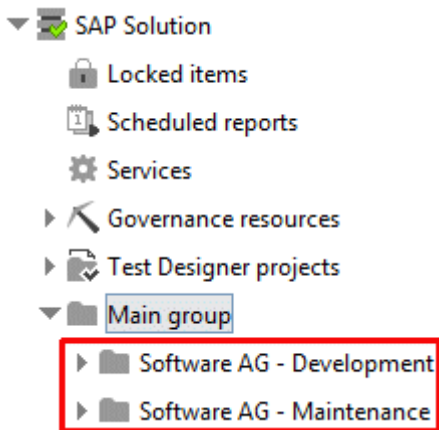 SAP Solution
Locked items
Scheduled reports
Services
Governance resources
Test Designer projects
Main group
Software AG - Development
Software AG - Maintenance